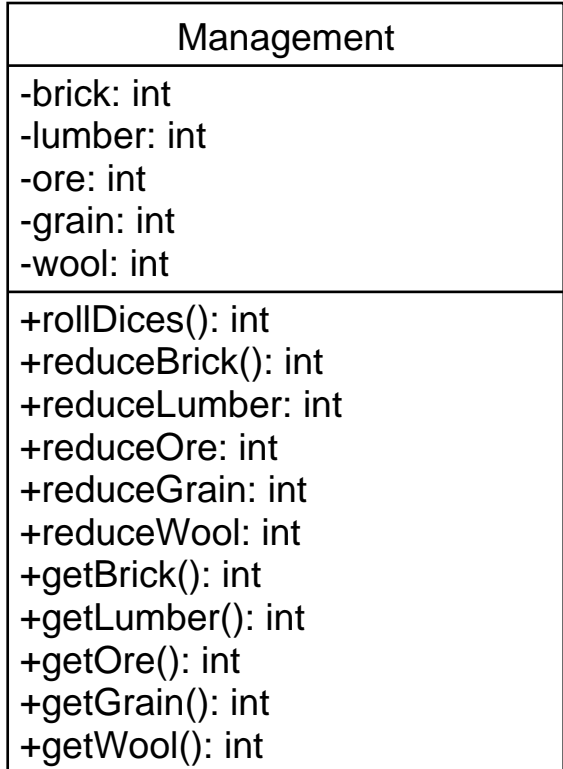 Management
-brick: int
-lumber: int
-ore: int
-grain: int
-wool: int
+rollDices(): int
+reduceBrick(): int
+reduceLumber: int
+reduceOre: int
+reduceGrain: int
+reduceWool: int
+getBrick(): int
+getLumber(): int
+getOre(): int
+getGrain(): int
+getWool(): int